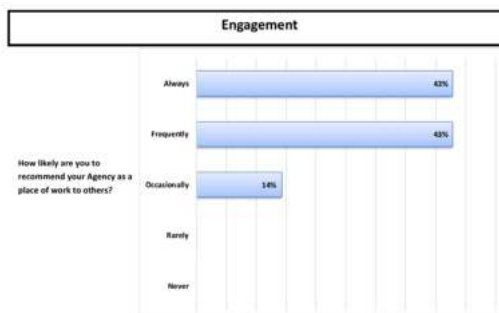 Engagement
How likely are you to
recommend your Agency as a
place of work to others?
Always
43%
Frequently
43%
Occasionally
14%
Rarely
Never